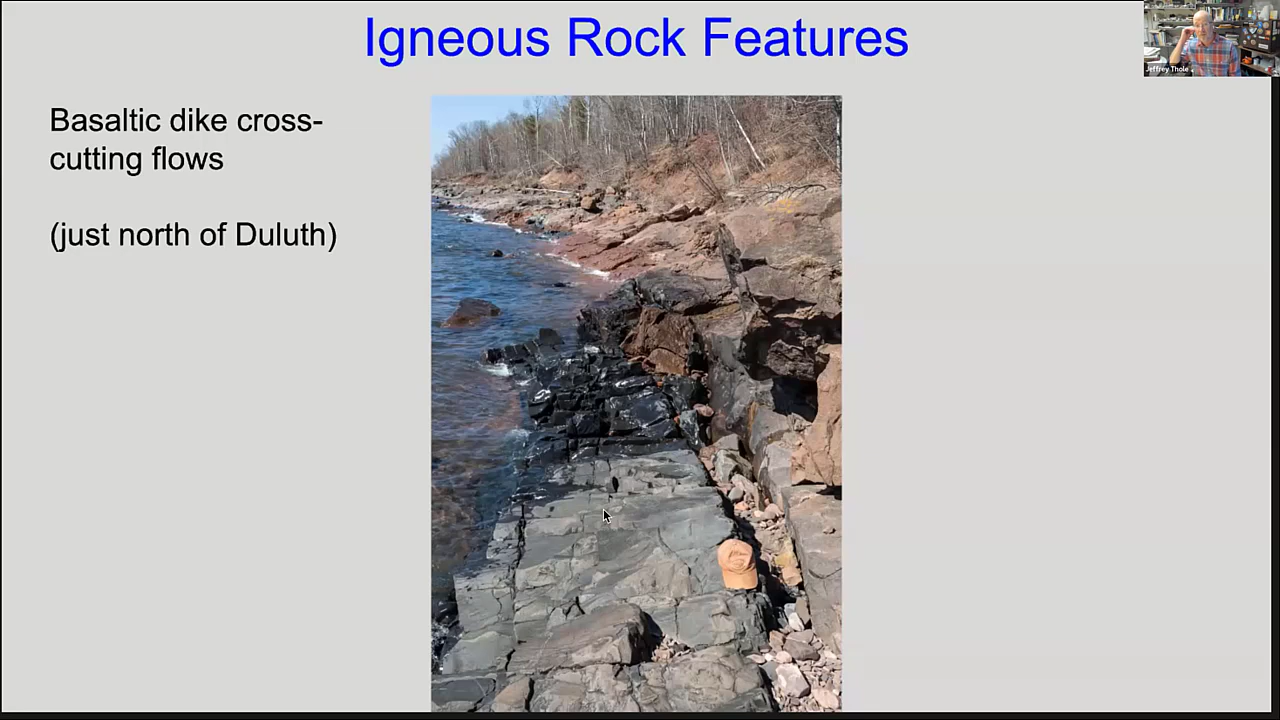 Igneous Rock Features
Jeffrey Thole
Basaltic dike cross-
cutting flows
(just north of Duluth)